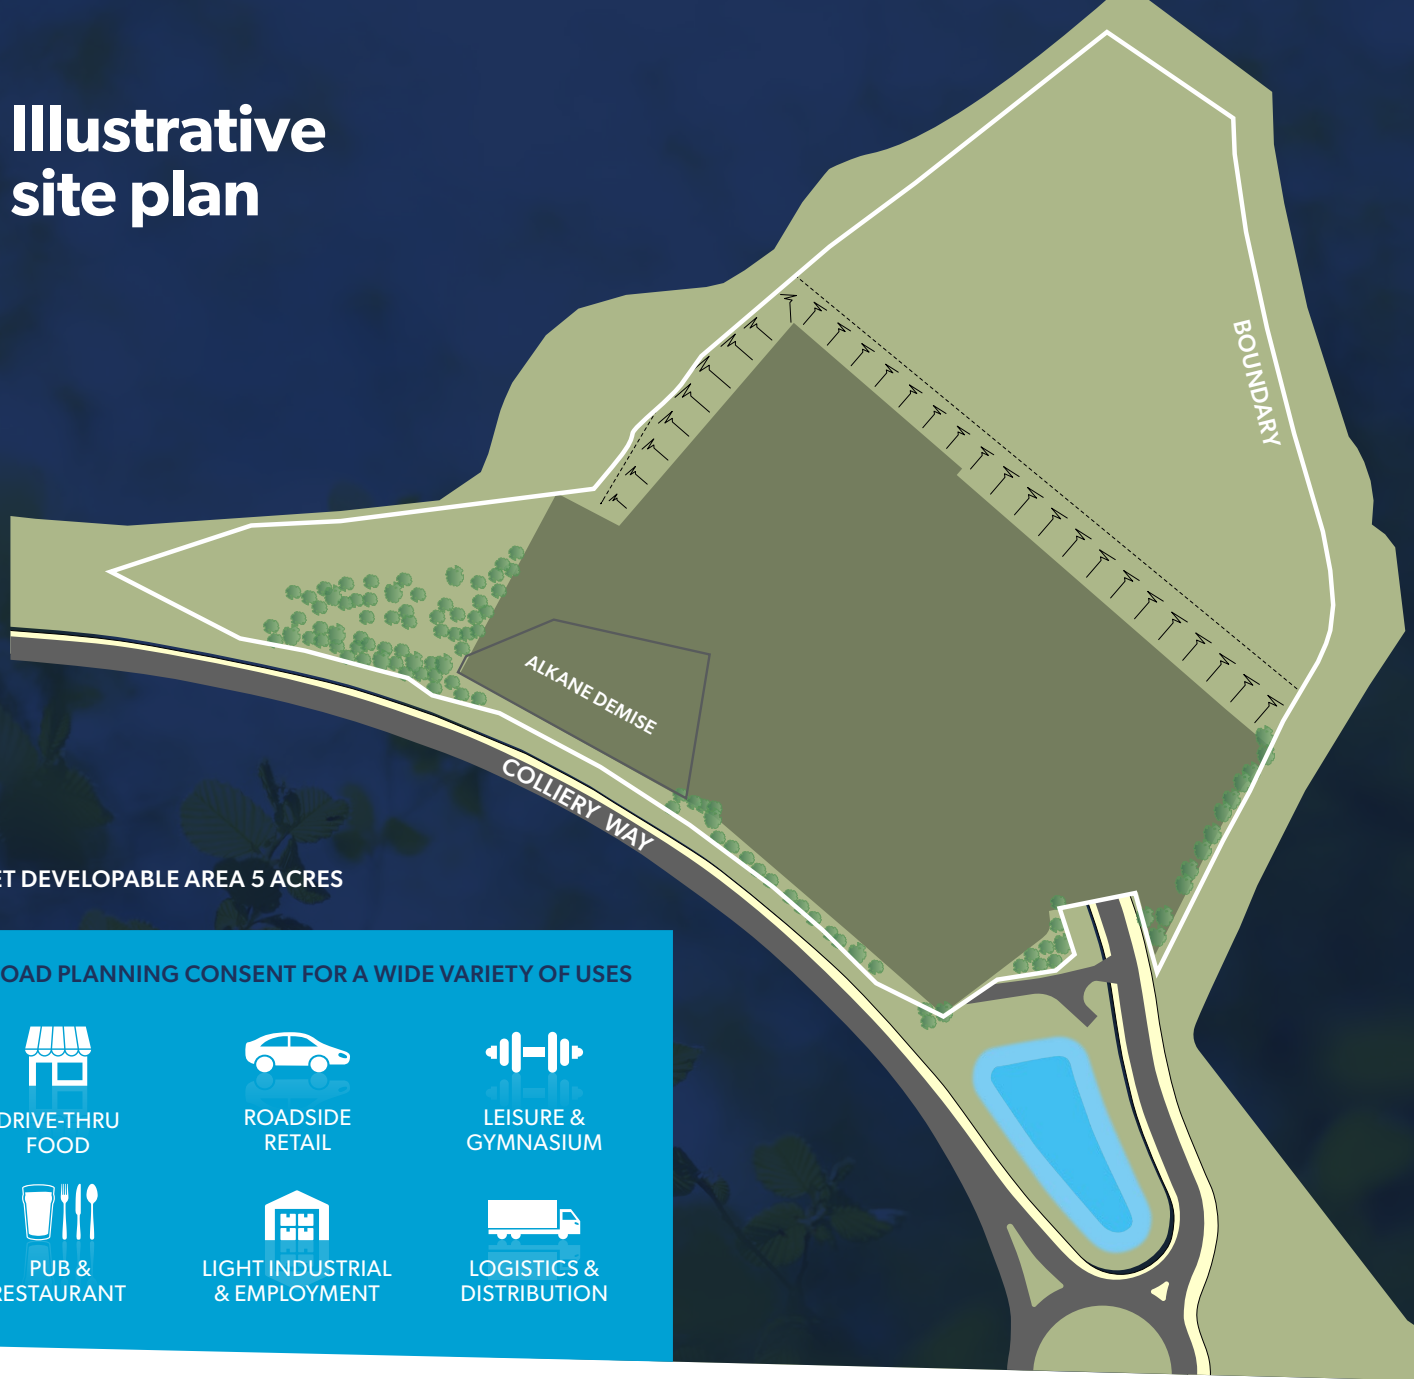 Illustrative
site plan
BOUNDARY
ALKANE DEMISE
COLLIERY WAY
ET DEVELOPABLE AREA 5 ACRES
OAD PLANNING CONSENT FOR A WIDE VARIETY OF USES
DRIVE-THRU
FOOD
ROADSIDE
RETAIL
LEISURE &
GYMNASIUM
PUB &
RESTAURANT
LIGHT INDUSTRIAL
& EMPLOYMENT
LOGISTICS &
DISTRIBUTION